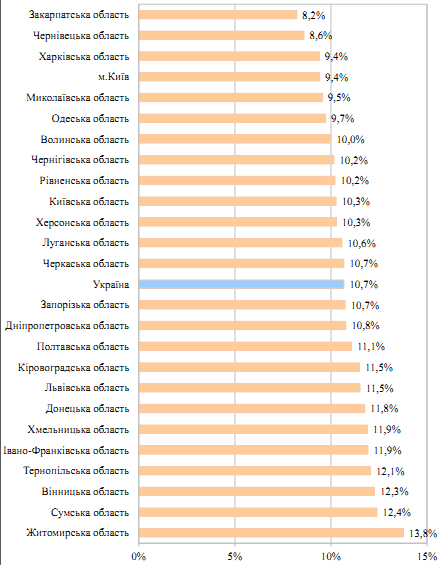 Закарпатська область 8,2%
Чернівецька область 8,6%
Харківська область 9,4%
м.Київ 9,4%
Миколаївська область 9,5%
Одеська область 9,7%
Волинська область 10,0%
Чернігівська область 10,2%
Рівненська область 10,2%
Київська область 10,3%
Херсонська область 10,3%
Луганська область 10,6%
Черкаська область 10,7%
Україна 10,7%
Запорізька область 10,7%
Дніпропетровська область 10,8%
Полтавська область 11,1%
Кіровоградська область 11,5%
Львівська область 11,5%
Донецька область 11,8%
Хмельницька область 11,9%
Івано-Франківська область 11,9%
Тернопільська область 12,1%
Вінницька область 12,3%
Сумська область 12,4%
Житомирська область 13,8%
0% 5% 10% 15%